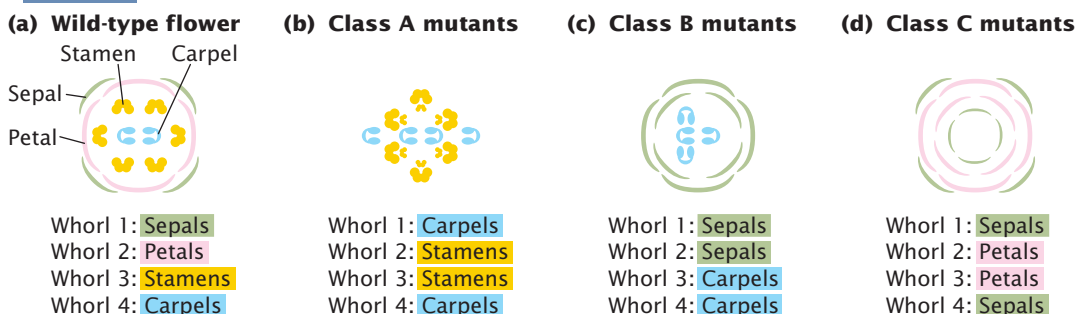 (a) Wild-type flower
Stamen Carpel
Sepal
Petal
Whorl 1: Sepals
Whorl 2: Petals
Whorl 3: Stamens
Whorl 4: Carpels
(b) Class A mutants
Whorl 1: Carpels
Whorl 2: Stamens
Whorl 3: Stamens
Whorl 4: Carpels
(c) Class B mutants
Whorl 1: Sepals
Whorl 2: Sepals
Whorl 3: Carpels
Whorl 4: Carpels
(d) Class C mutants
Whorl 1: Sepals
Whorl 2: Petals
Whorl 3: Petals
Whorl 4: Sepals